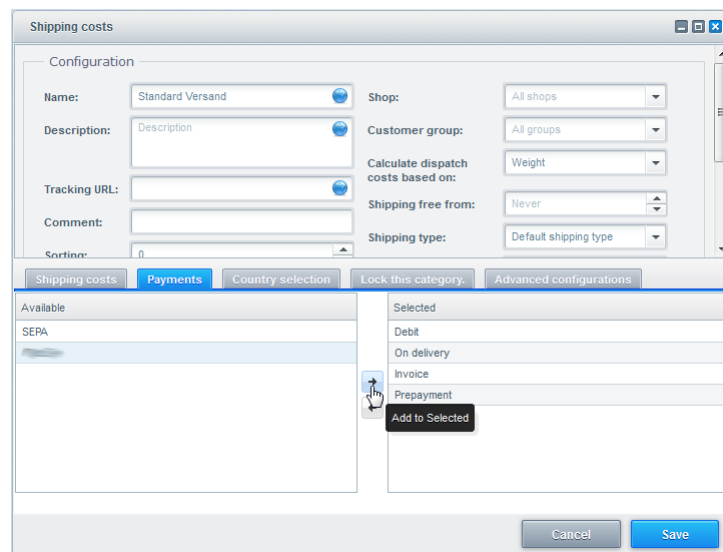 Shipping costs
Configuration
Name: Standard Versand
Description: Description
Tracking URL:
Comment:
Sorting: 0
Shop: All shops
Customer group: All groups
Calculate dispatch
costs based on: Weight
Shipping free from: Never
Shipping type: Default shipping type
Shipping costs Payments Country selection Lock this category. Advanced configurations
Available
SEPA
Selected
Debit
On delivery
Invoice
Prepayment
Add to Selected
Cancel Save